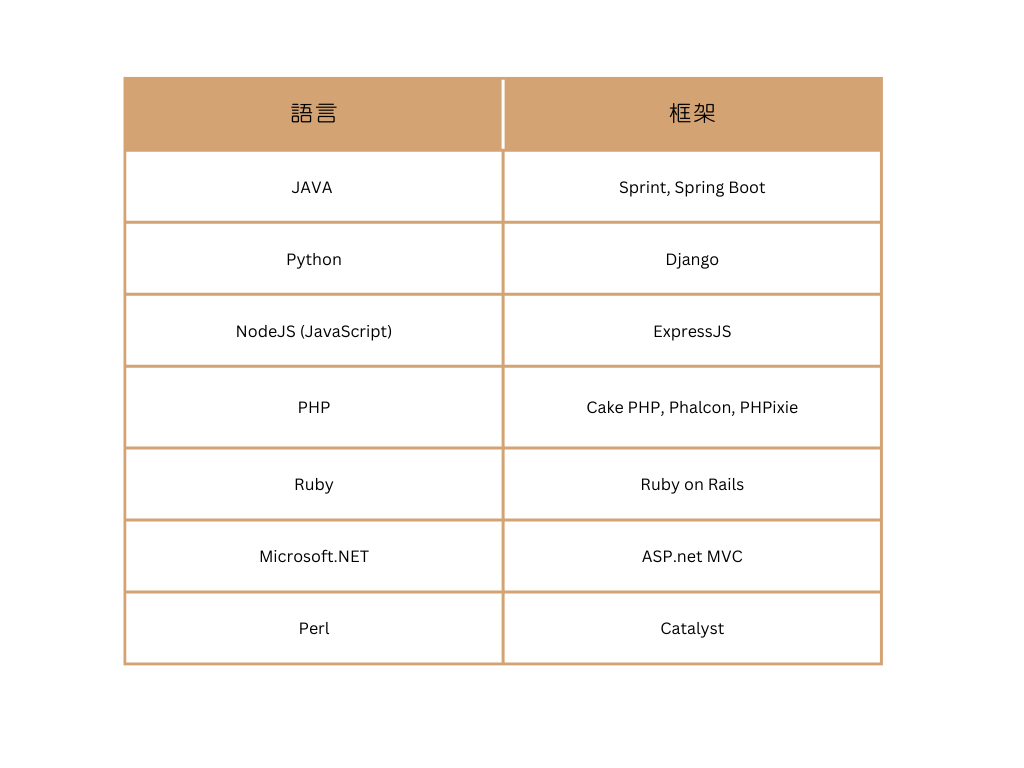 語言 框架
JAVA Sprint, Spring Boot
Python Django
NodeJS (JavaScript) ExpressJS
PHP Cake PHP, Phalcon, PHPixie
Ruby Ruby on Rails
Microsoft.NET ASP.net MVC
Perl Catalyst